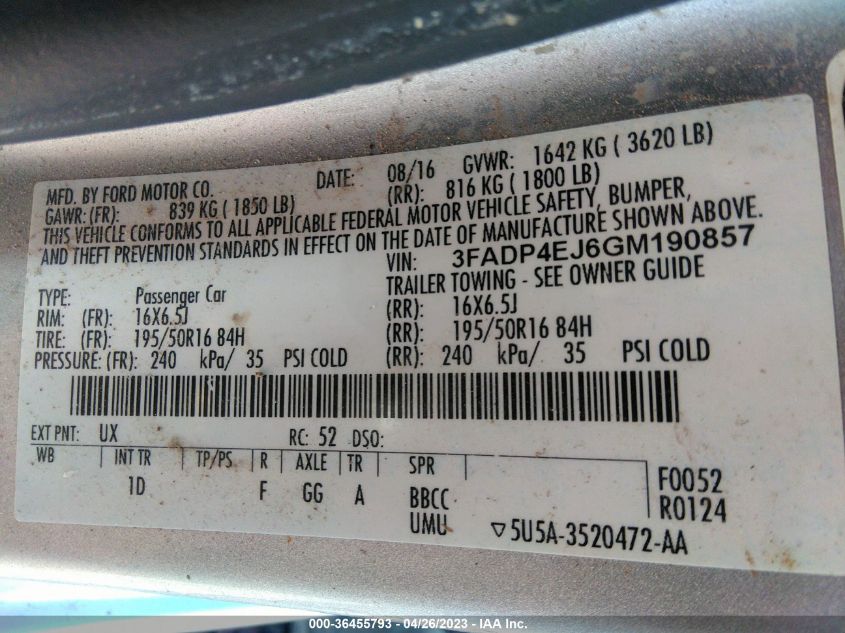 MFD. BY FORD MOTOR CO. DATE: 08/16 GVWR: 1642 KG ( 3620 LB)
GAWR: (FR): 839 KG ( 1850 LB) (RR): 816 KG ( 1800 LB)
THIS VEHICLE CONFORMS TO ALL APPLICABLE FEDERAL MOTOR VEHICLE SAFETY, BUMPER,
AND THEFT PREVENTION STANDARDS IN EFFECT ON THE DATE OF MANUFACTURE SHOWN ABOVE.
VIN: 3FADP4EJ6GM190857
TRAILER TOWING - SEE OWNER GUIDE
TYPE: Passenger Car
RIM: (FR): 16X6.5J (RR): 16X6.5J
TIRE: (FR): 195/50R16 84H (RR): 195/50R16 84H
PRESSURE: (FR): 240 kPa/ 35 PSI COLD (RR): 240 kPa/ 35 PSI COLD
EXT PNT: UX RC: 52 DSO:
WB INT TR TP/PS R AXLE TR SPR F0052
1D F GG A BBCC R0124
UMU ▽5U5A-3520472-AA
000-36455793 - 04/26/2023 - IAA Inc.